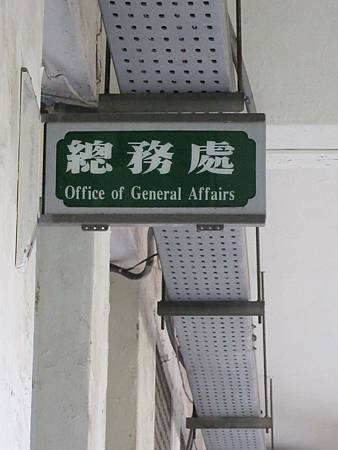 總務處
Office of General Affairs